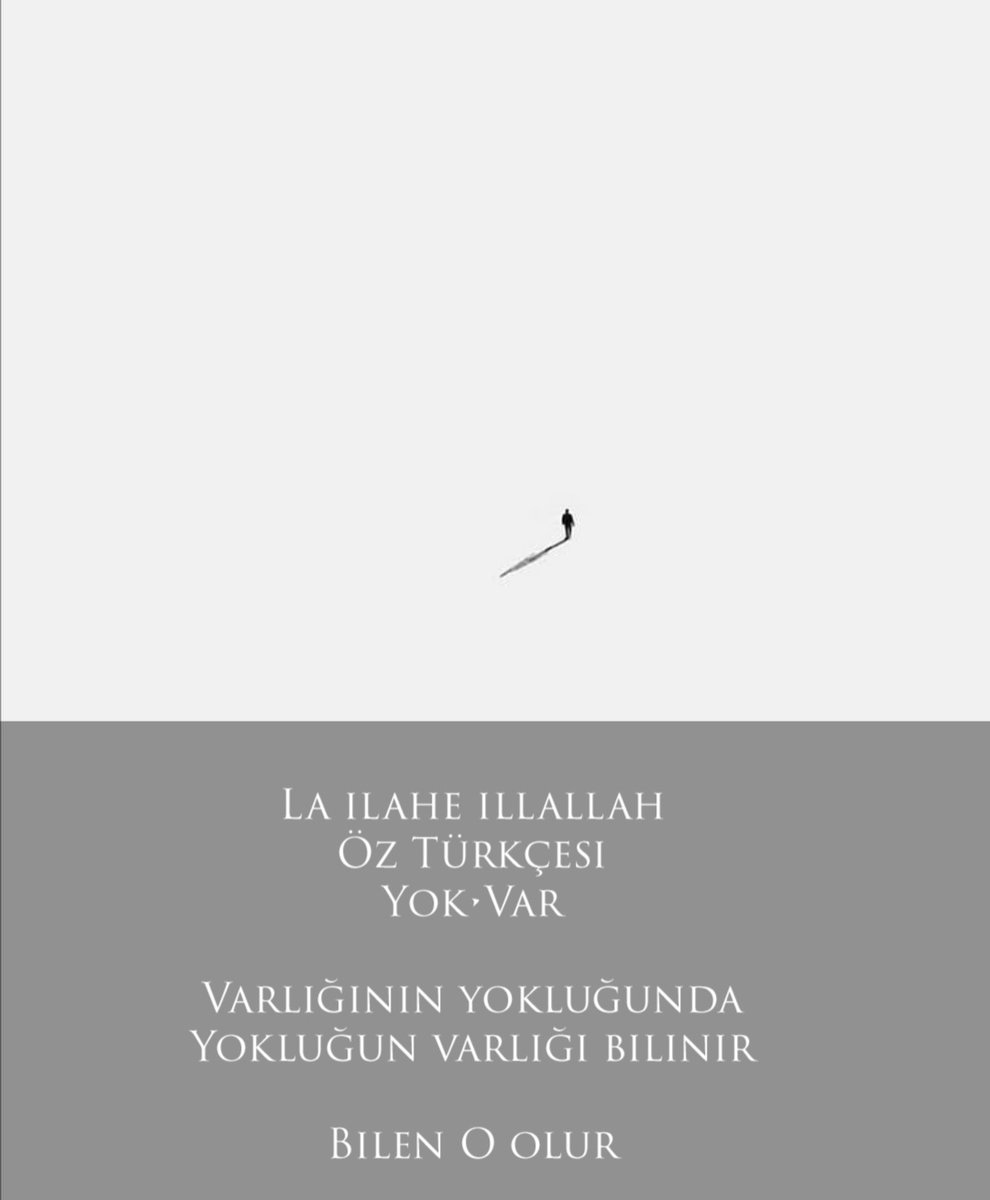 La ilahe illallah
Öz Türkçesi
Yok·Var
Varlığının yokluğunda
Yokluğun varlığı bilinir
Bilen O olur